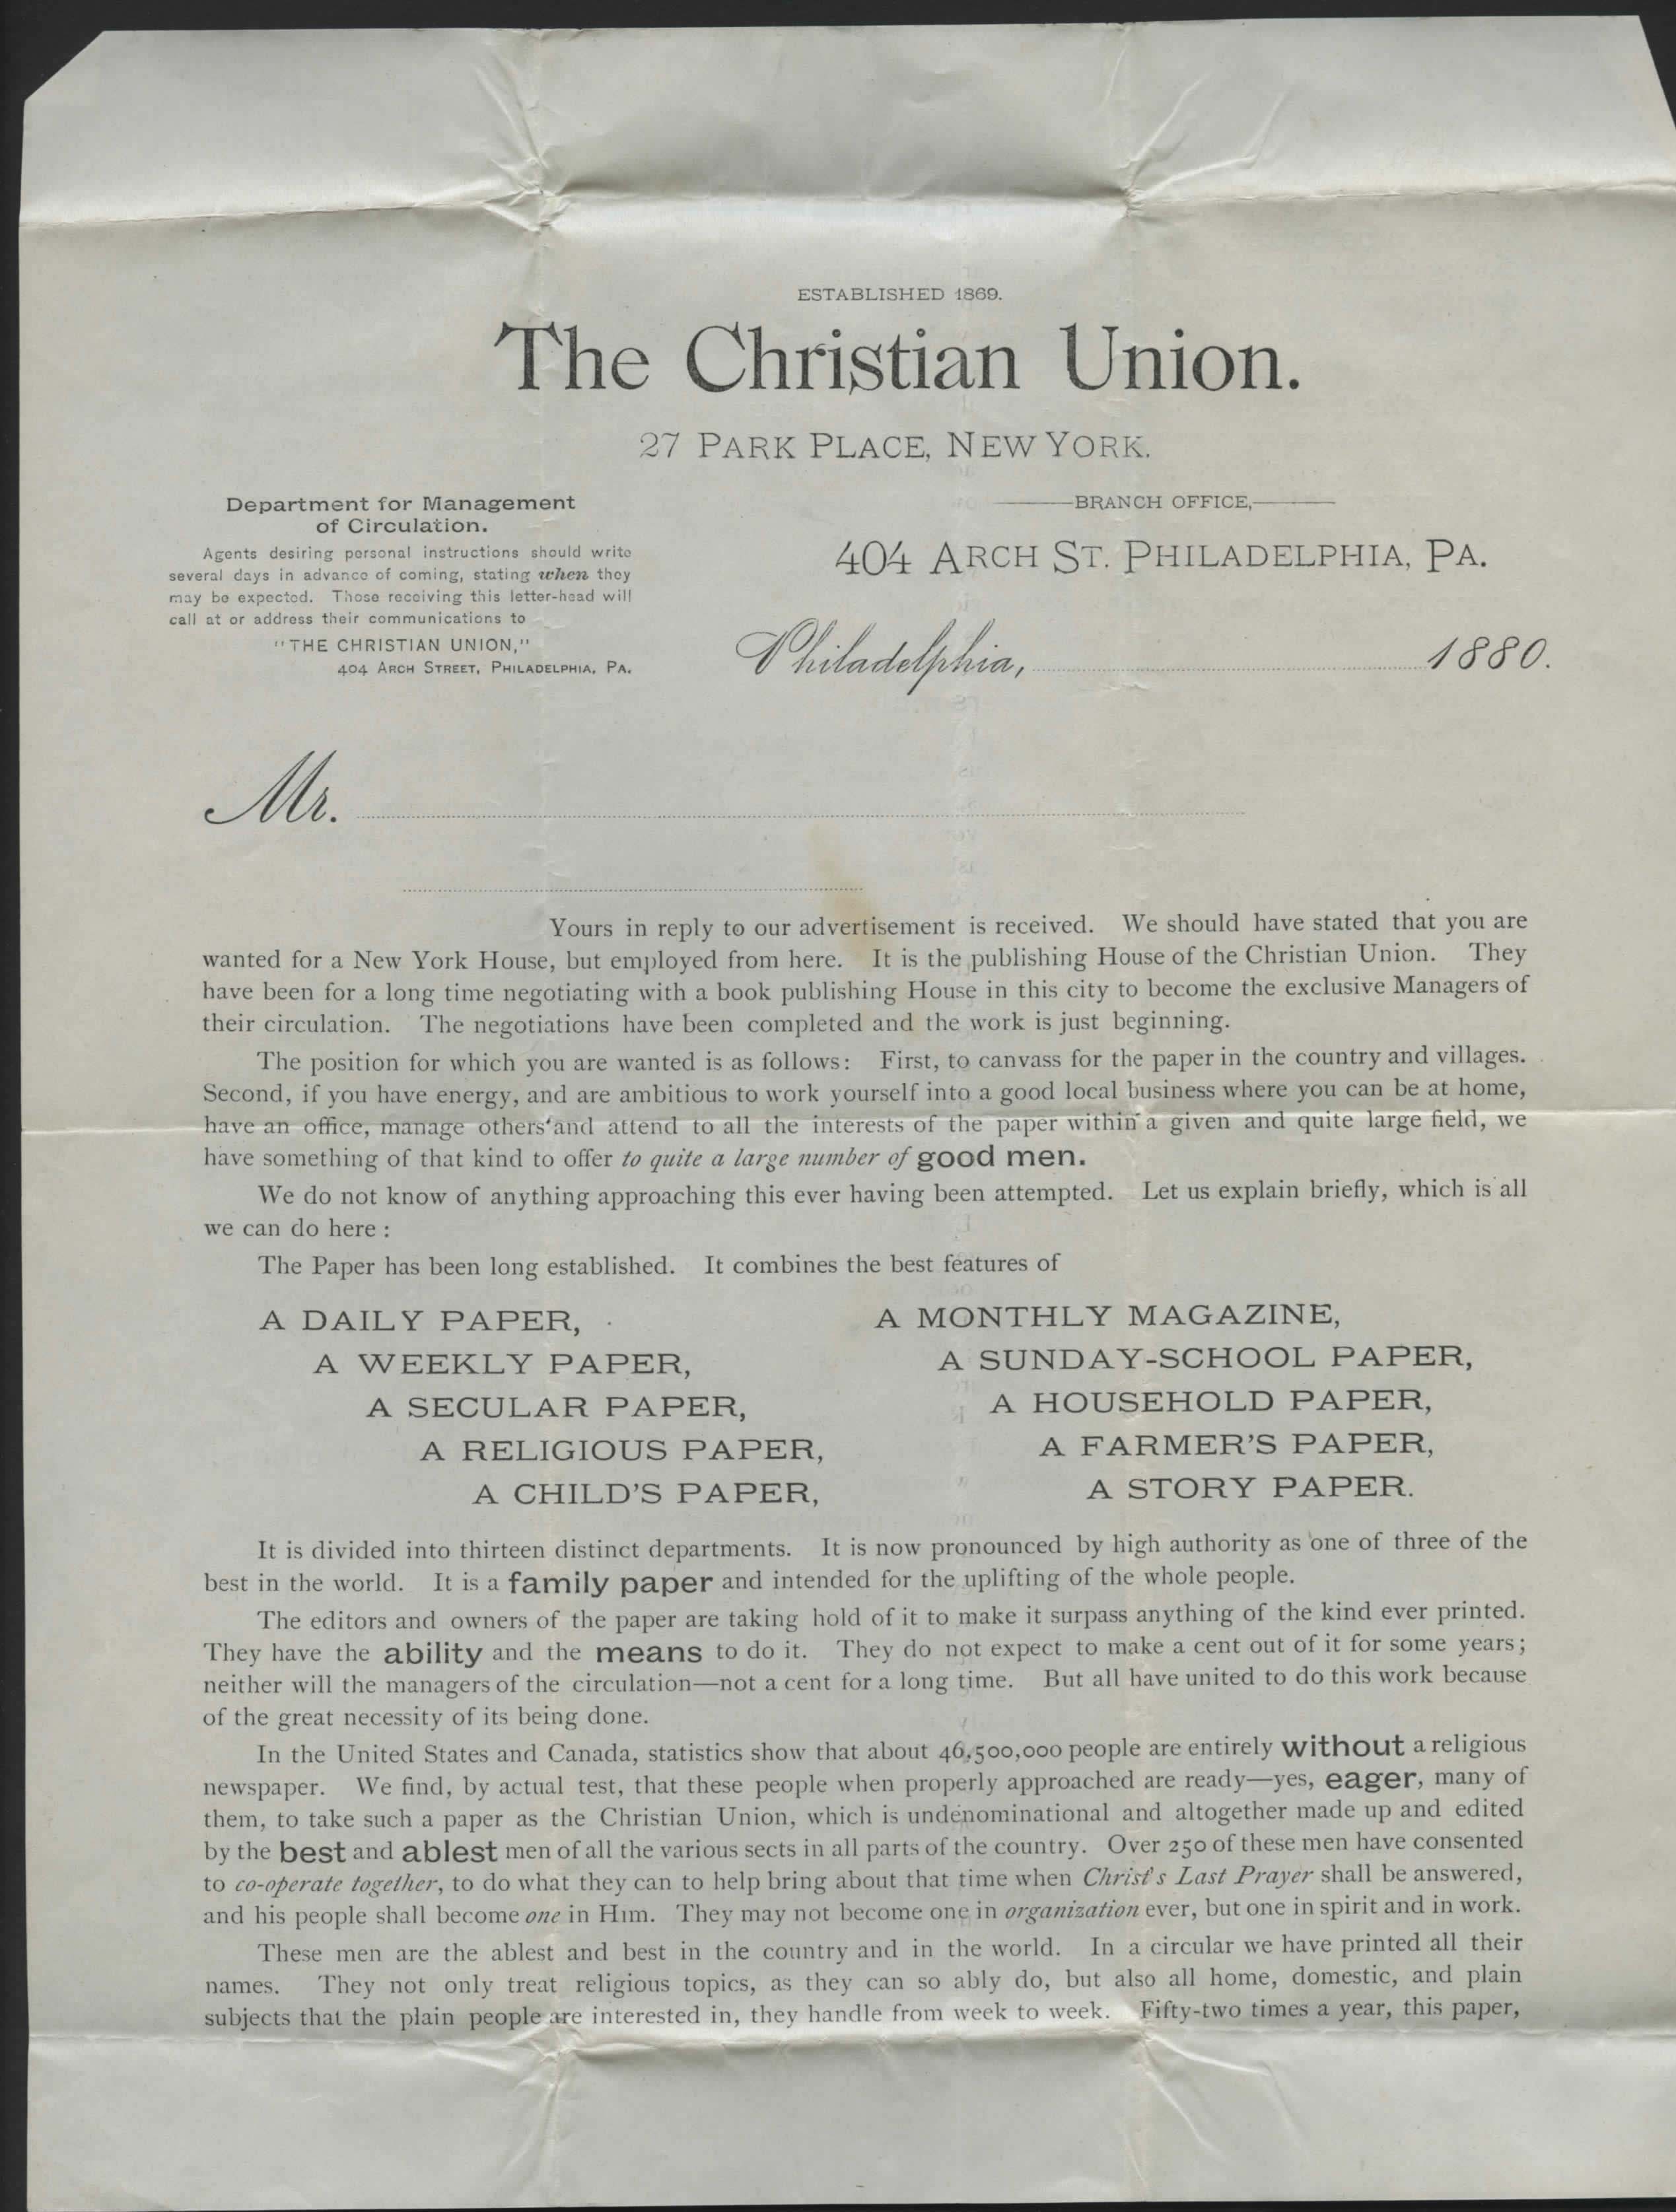 ESTABLISHED 1869.
The Christian Union.
27 PARK PLACE, NEW YORK.
Department for Management
of Circulation.
Agents desiring personal instructions should write
several days in advance of coming, stating when they
may be expected. Those receiving this letter-head will
call at or address their communications to
"THE CHRISTIAN UNION,"
404 ARCH STREET, PHILADELPHIA, PA.
BRANCH OFFICE,
404 ARCH ST. PHILADELPHIA, PA.
Philadelphia, 1880.
Mr.
Yours in reply to our advertisement is received. We should have stated that you are
wanted for a New York House, but employed from here. It is the publishing House of the Christian Union. They
have been for a long time negotiating with a book publishing House in this city to become the exclusive Managers of
their circulation. The negotiations have been completed and the work is just beginning.
The position for which you are wanted is as follows: First, to canvass for the paper in the country and villages.
Second, if you have energy, and are ambitious to work yourself into a good local business where you can be at home,
have an office, manage others and attend to all the interests of the paper within a given and quite large field, we
have something of that kind to offer to quite a large number of good men.
We do not know of anything approaching this ever having been attempted. Let us explain briefly, which is all
we can do here :
The Paper has been long established. It combines the best features of
A DAILY PAPER,
A WEEKLY PAPER,
A SECULAR PAPER,
A RELIGIOUS PAPER,
A CHILD'S PAPER,
A MONTHLY MAGAZINE,
A SUNDAY-SCHOOL PAPER,
A HOUSEHOLD PAPER,
A FARMER'S PAPER,
A STORY PAPER.
It is divided into thirteen distinct departments. It is now pronounced by high authority as one of three of the
best in the world. It is a family paper and intended for the uplifting of the whole people.
The editors and owners of the paper are taking hold of it to make it surpass anything of the kind ever printed.
They have the ability and the means to do it. They do not expect to make a cent out of it for some years;
neither will the managers of the circulation—not a cent for a long time. But all have united to do this work because
of the great necessity of its being done.
In the United States and Canada, statistics show that about 46,500,000 people are entirely without a religious
newspaper. We find, by actual test, that these people when properly approached are ready—yes, eager, many of
them, to take such a paper as the Christian Union, which is undenominational and altogether made up and edited
by the best and ablest men of all the various sects in all parts of the country. Over 250 of these men have consented
to co-operate together, to do what they can to help bring about that time when Christ's Last Prayer shall be answered,
and his people shall become one in Him. They may not become one in organization ever, but one in spirit and in work.
These men are the ablest and best in the country and in the world. In a circular we have printed all their
names. They not only treat religious topics, as they can so ably do, but also all home, domestic, and plain
subjects that the plain people are interested in, they handle from week to week. Fifty-two times a year, this paper,